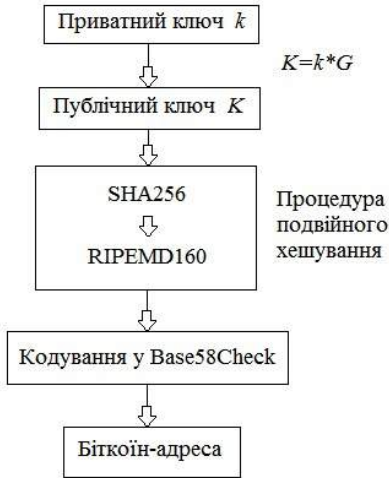 Приватний ключ k
K=k*G
Публічний ключ K
SHA256
RIPEMD160
Процедура
подвійного
хешування
Кодування у Base58Check
Біткоїн-адреса